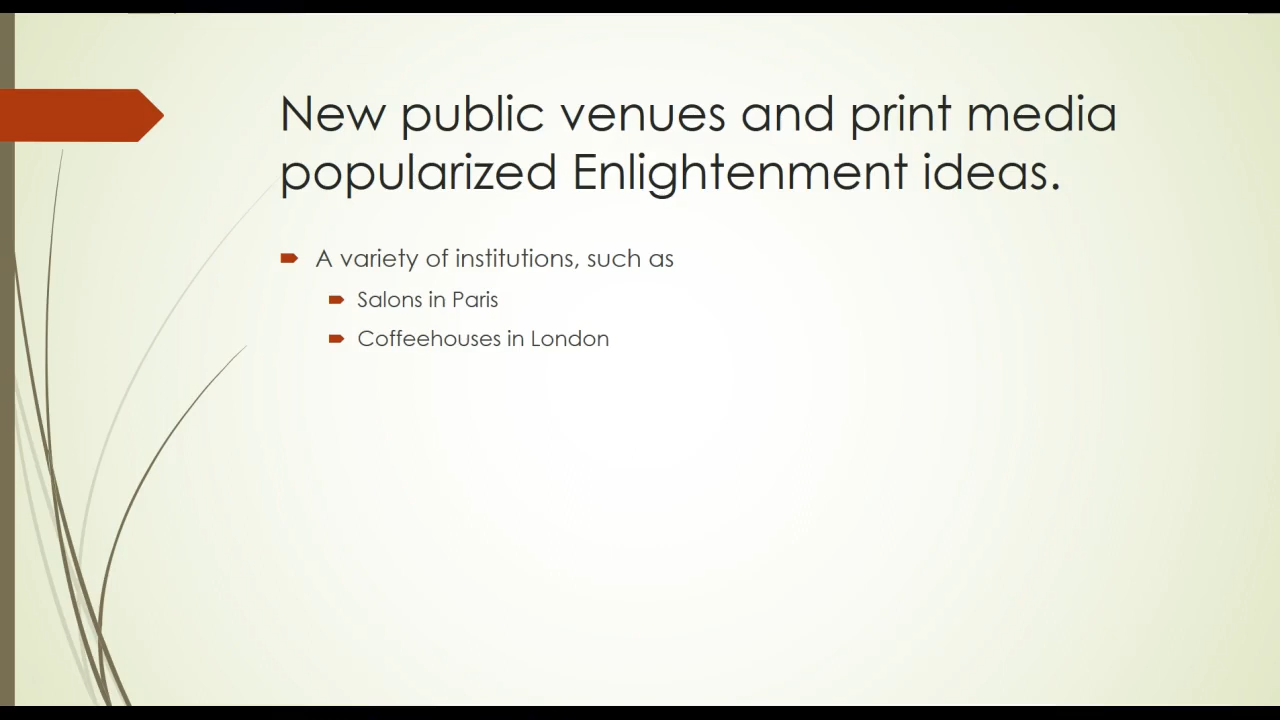 New public venues and print media
popularized Enlightenment ideas.
A variety of institutions, such as
Salons in Paris
Coffeehouses in London